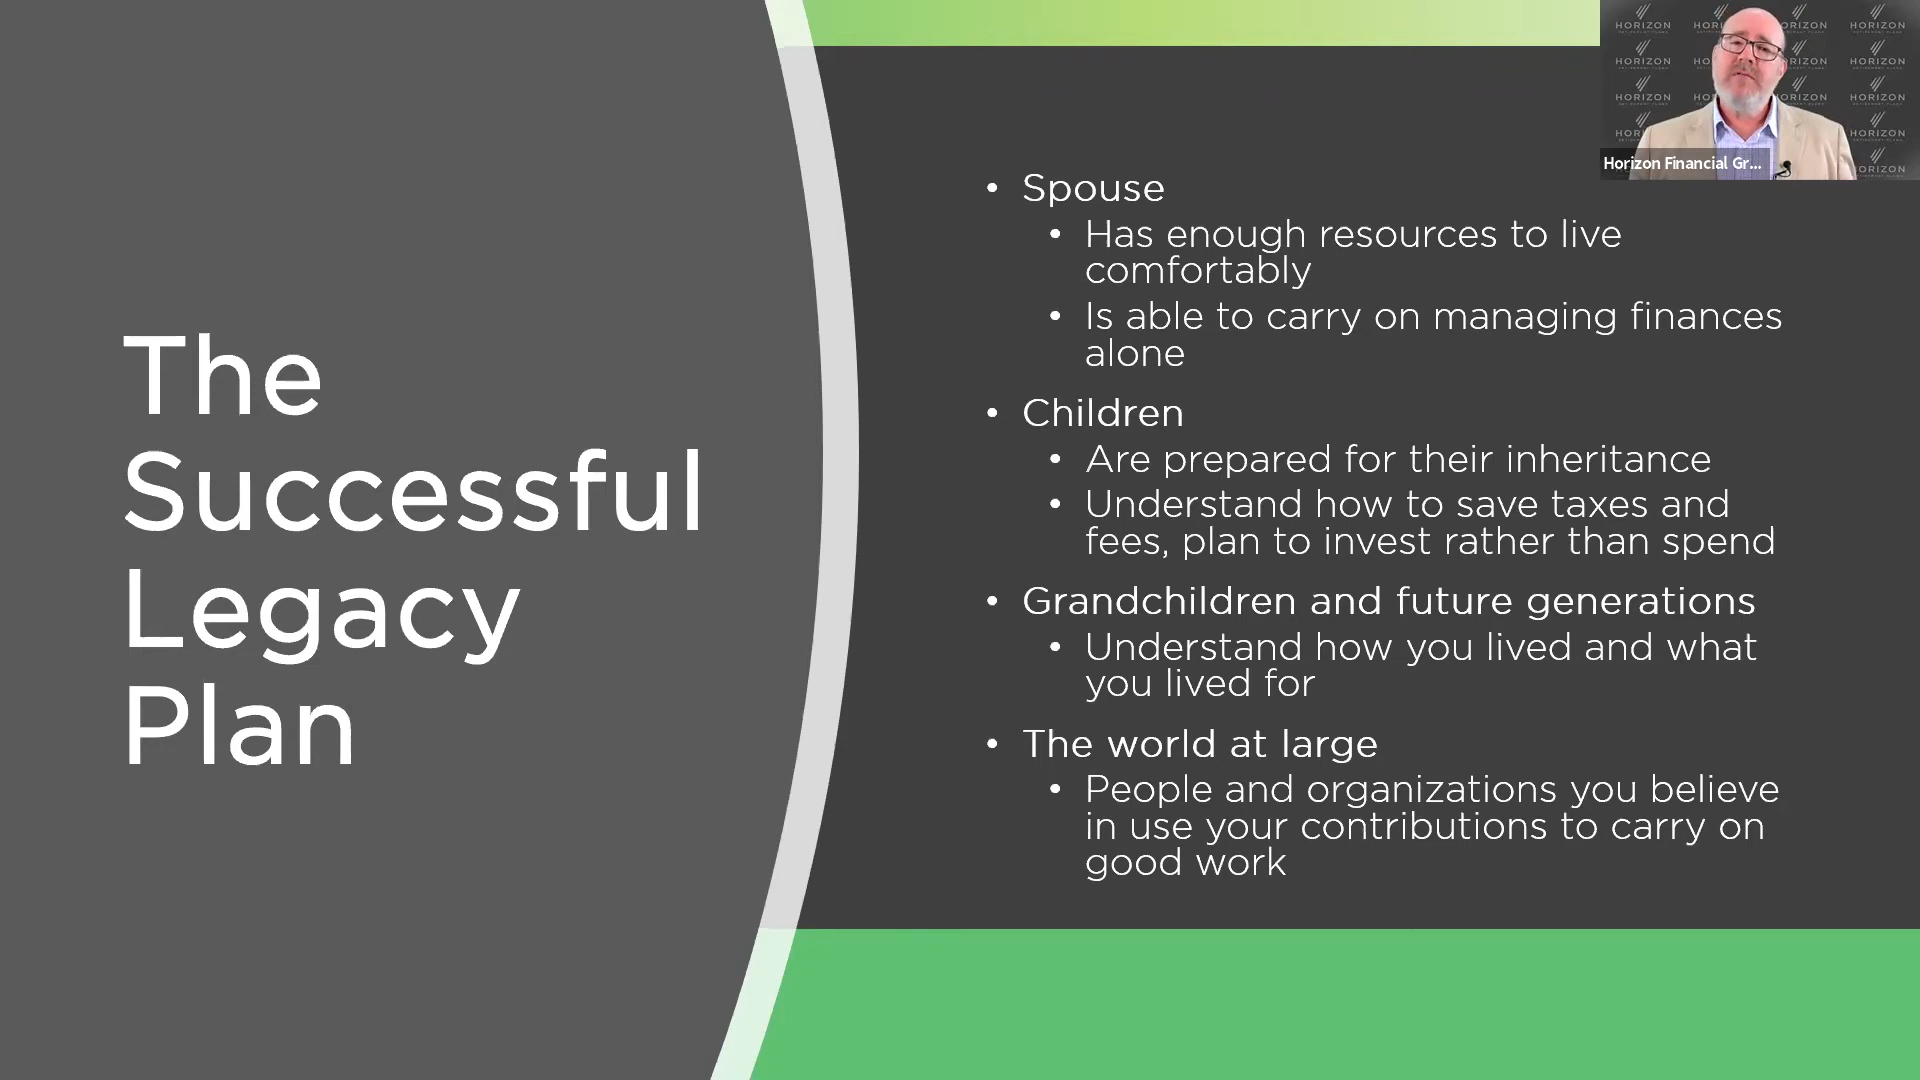 The
Successful
Legacy
Plan
• Spouse
• Has enough resources to live
comfortably
• Is able to carry on managing finances
alone
• Children
• Are prepared for their inheritance
• Understand how to save taxes and
fees, plan to invest rather than spend
• Grandchildren and future generations
• Understand how you lived and what
you lived for
• The world at large
• People and organizations you believe
in use your contributions to carry on
good work
HORIZON
HORIZON
HORIZON
HORIZON
HORIZON
HORIZON
HORIZON
Horizon Financial Gr...